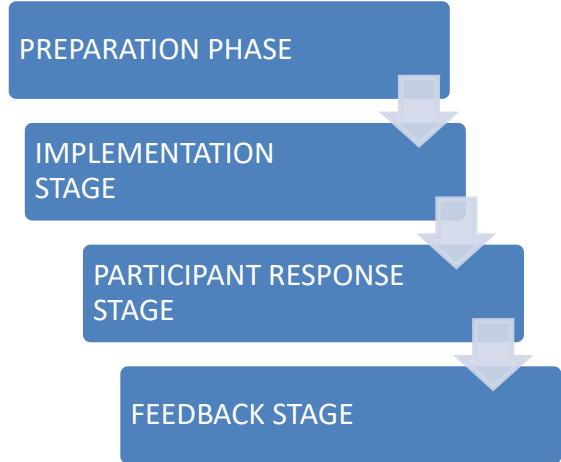 PREPARATION PHASE
IMPLEMENTATION
STAGE
PARTICIPANT RESPONSE
STAGE
FEEDBACK STAGE